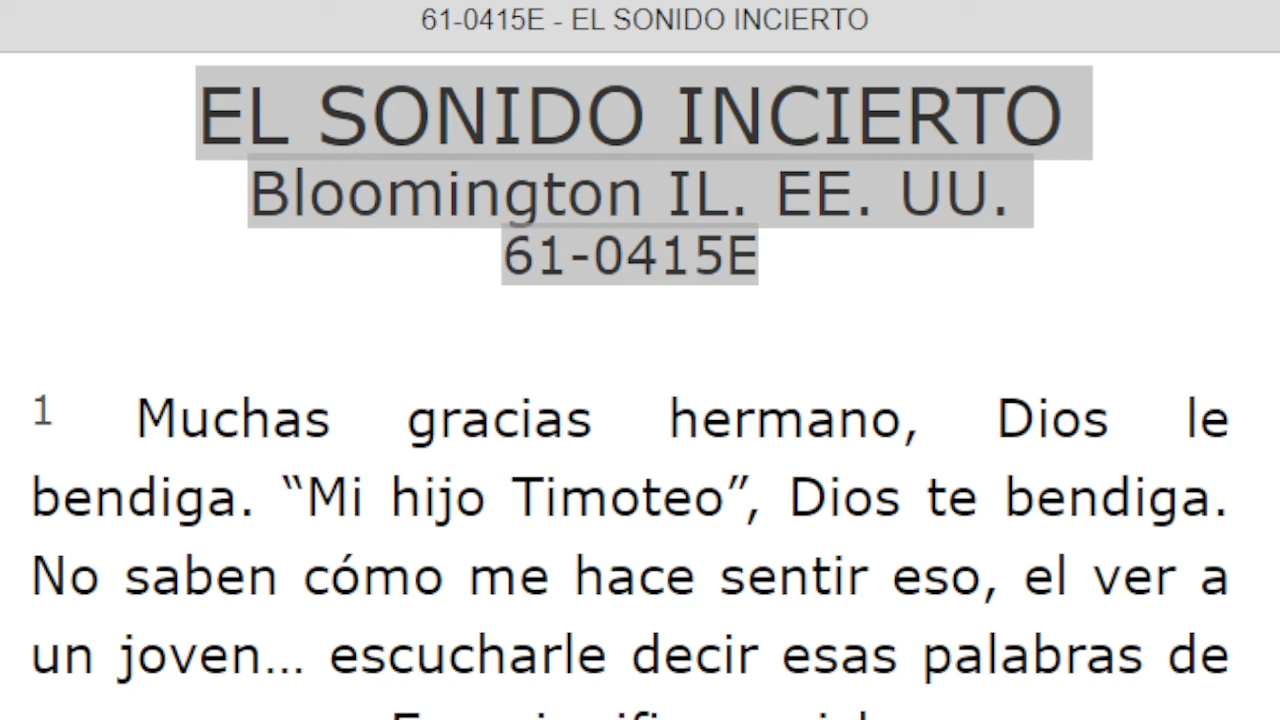 61-0415E - EL SONIDO INCIERTO
EL SONIDO INCIERTO
Bloomington IL. EE. UU.
61-0415E
1 Muchas gracias hermano, Dios le
bendiga. “Mi hijo Timoteo”, Dios te bendiga.
No saben cómo me hace sentir eso, el ver a
un joven… escucharle decir esas palabras de